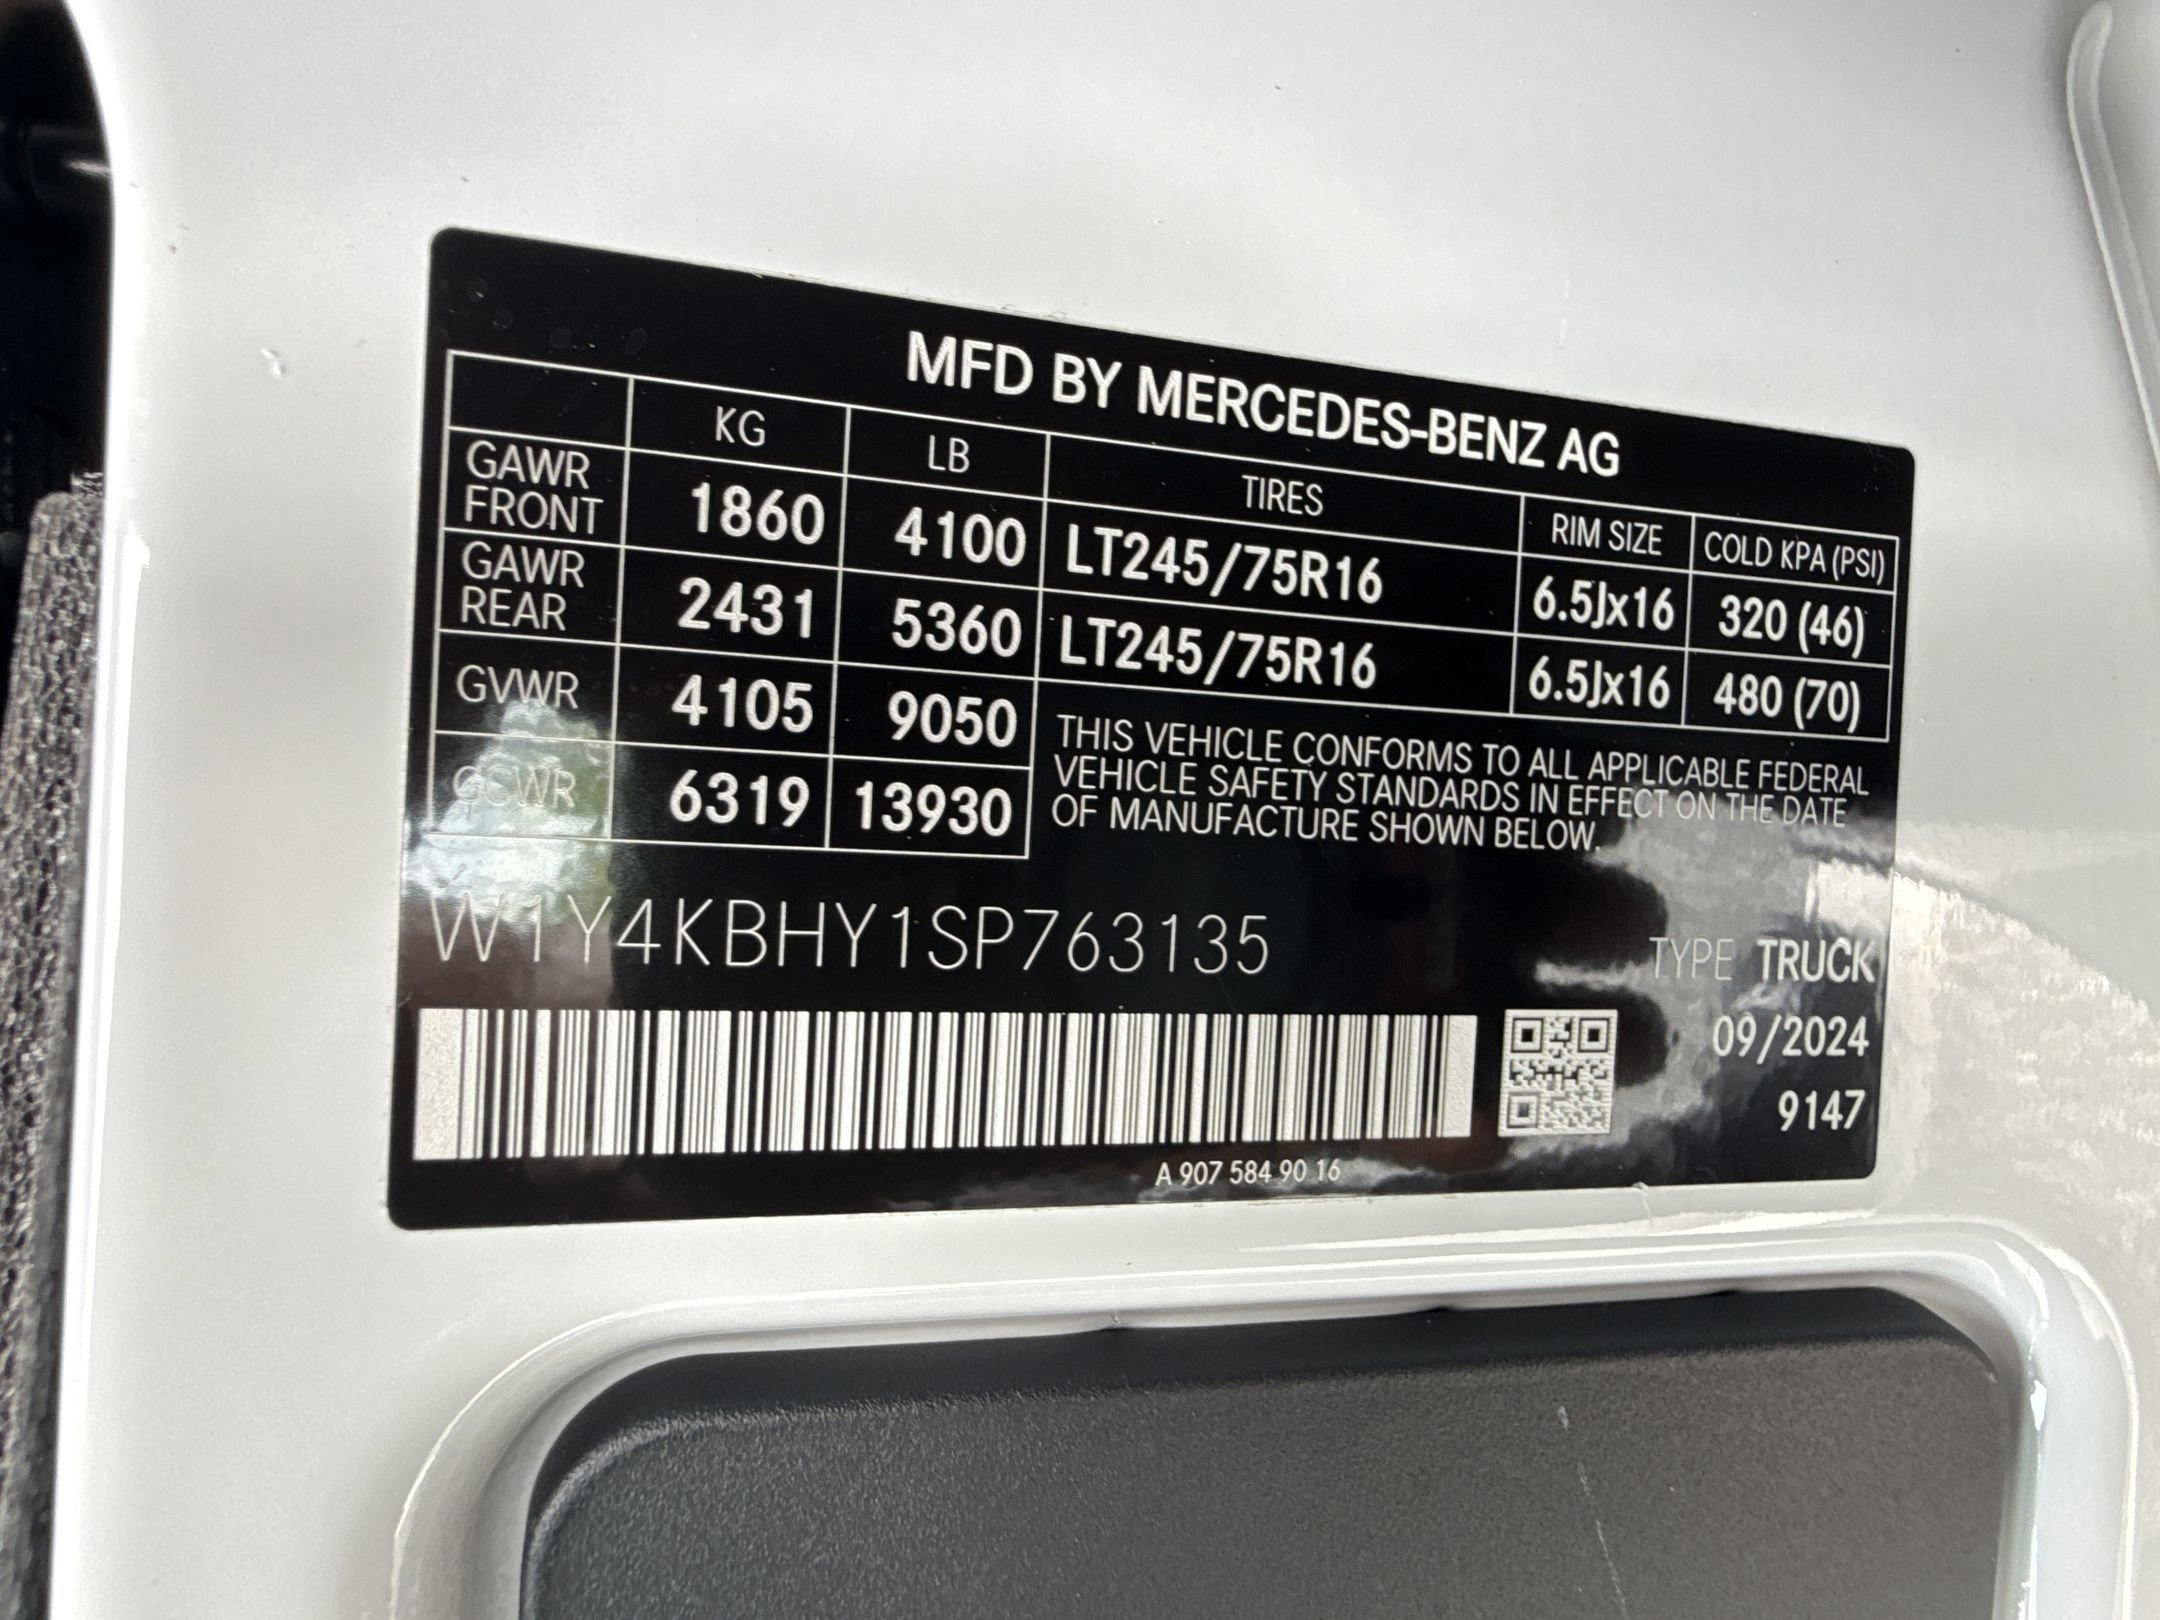 MFD BY MERCEDES-BENZ AG
KG LB TIRES RIM SIZE COLD KPA (PSI)
GAWR FRONT 1860 4100 LT245/75R16 6.5Jx16 320 (46)
GAWR REAR 2431 5360 LT245/75R16 6.5Jx16 480 (70)
GVWR 4105 9050
GCWR 6319 13930
THIS VEHICLE CONFORMS TO ALL APPLICABLE FEDERAL
VEHICLE SAFETY STANDARDS IN EFFECT ON THE DATE
OF MANUFACTURE SHOWN BELOW.
W1Y4KBHY1SP763135
TYPE TRUCK
09/2024
9147
A 907 584 90 16